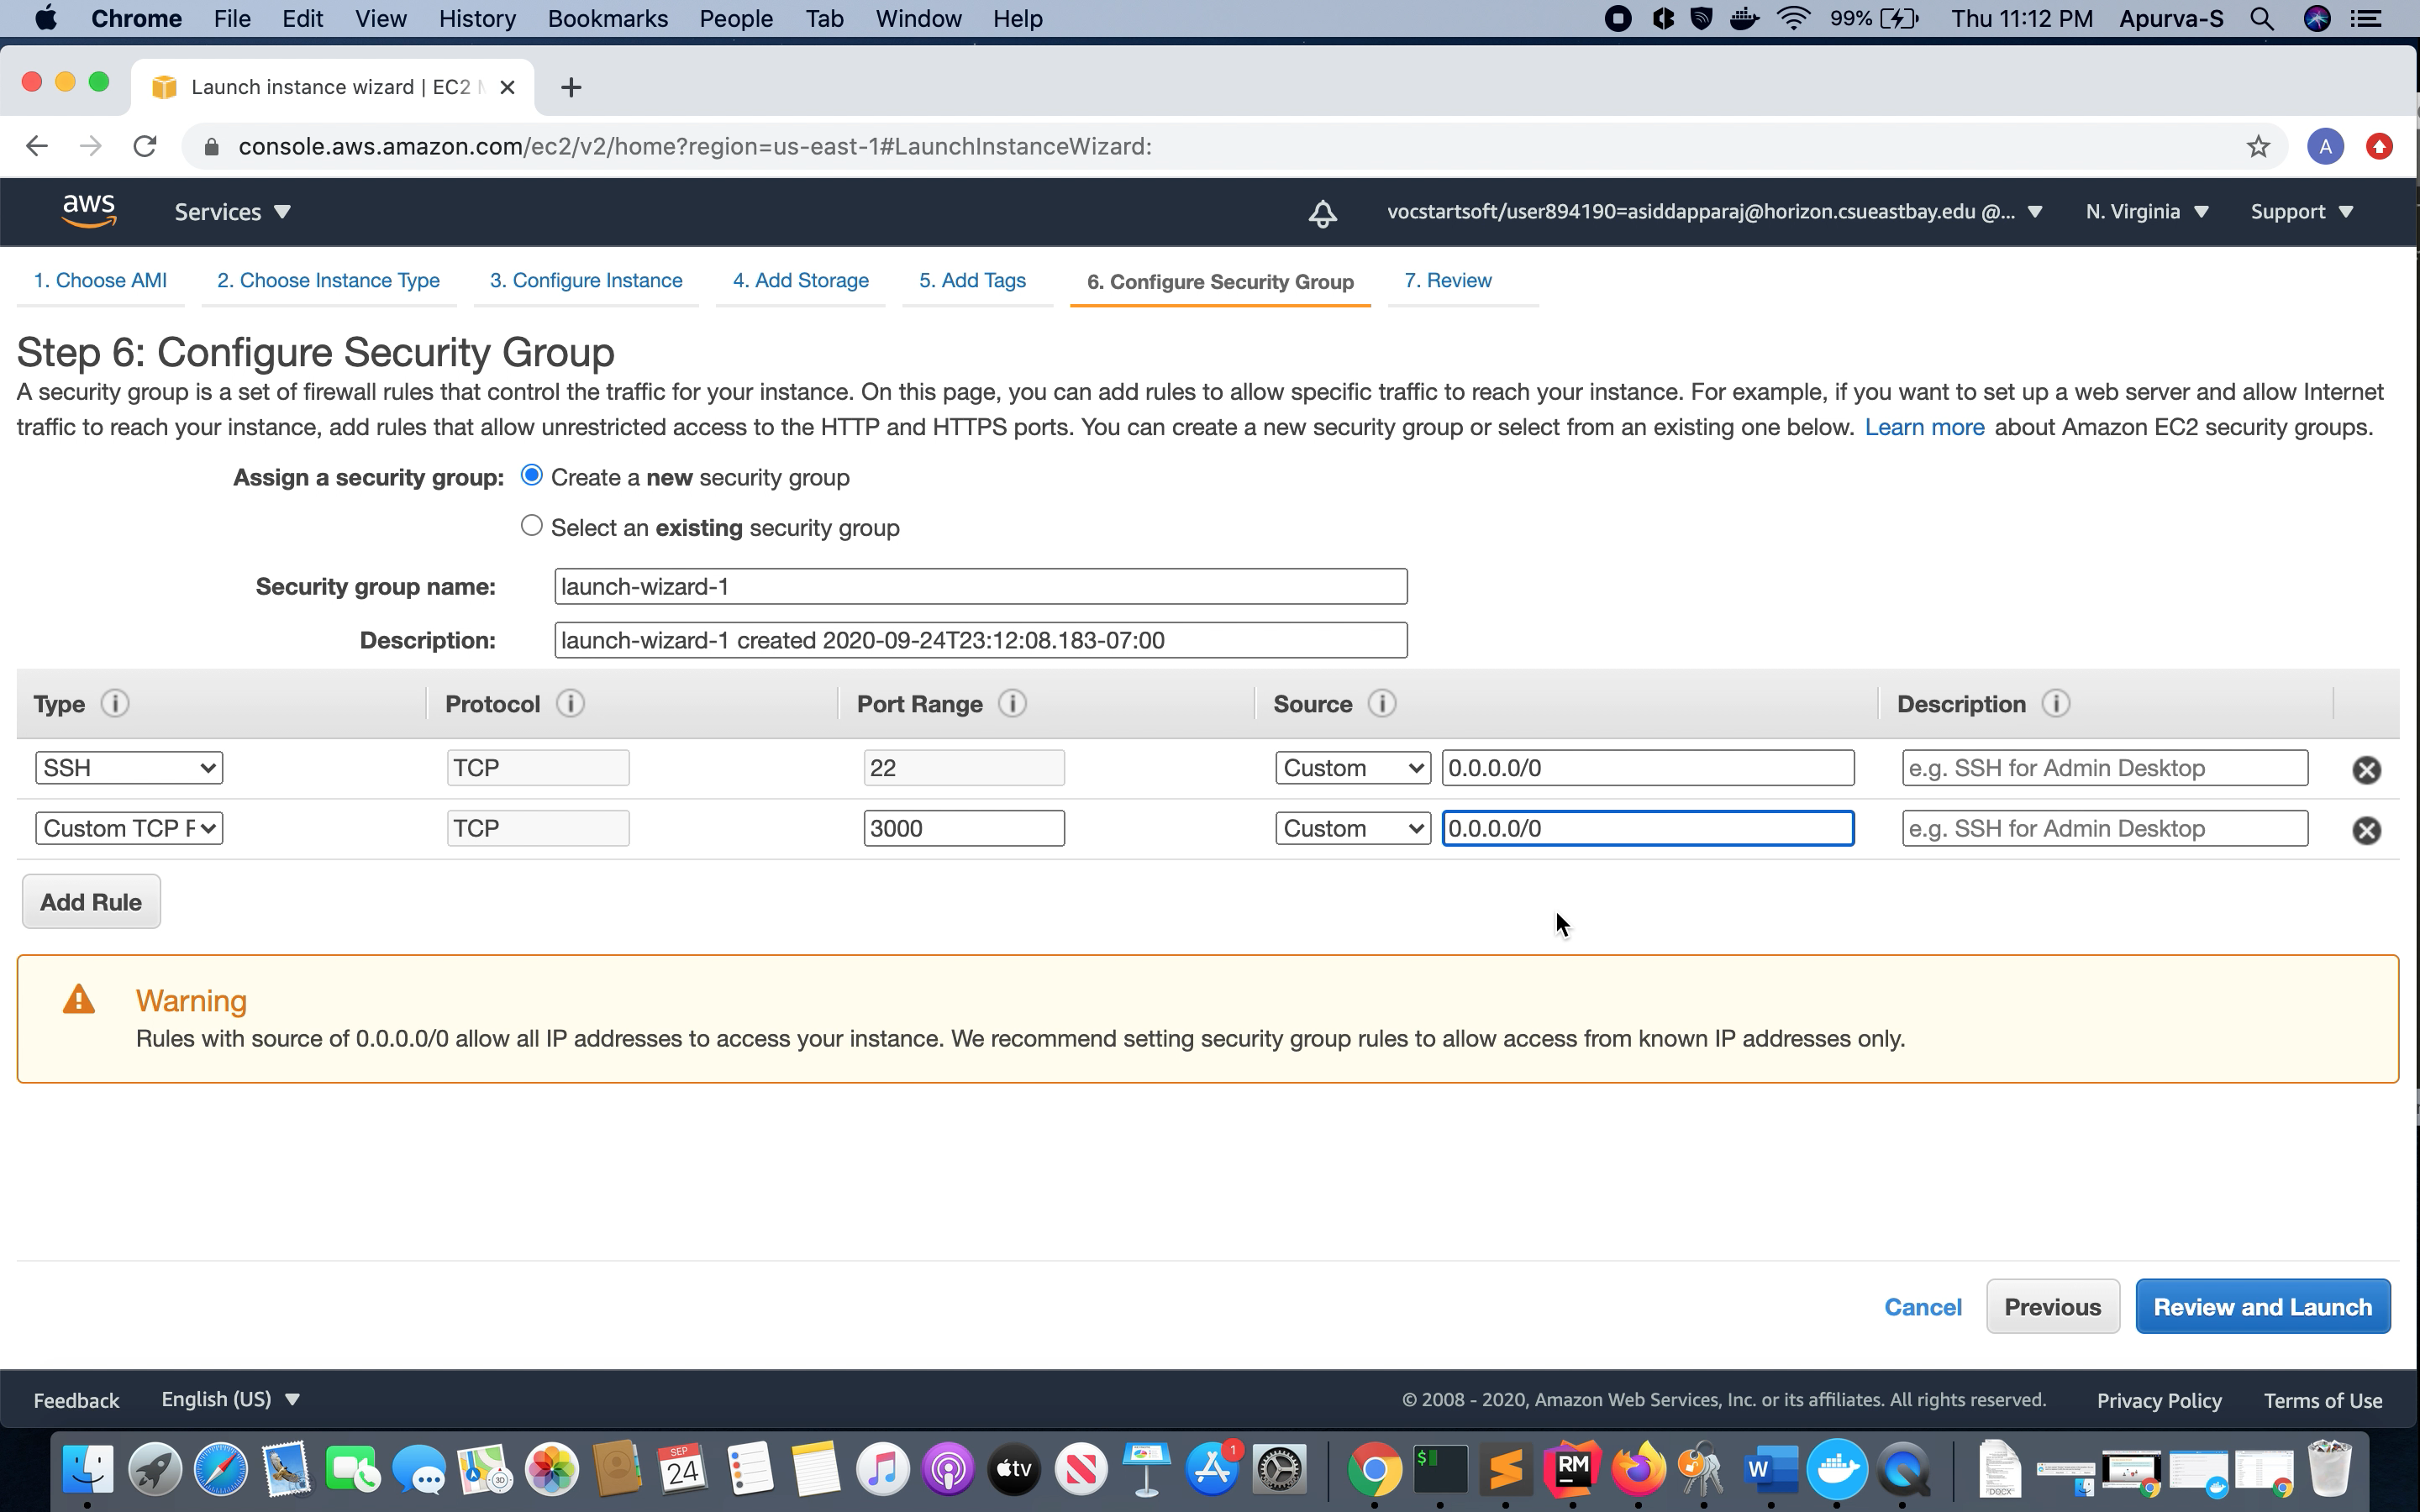 Chrome File Edit View History Bookmarks People Tab Window Help 99% Thu 11:12 PM Apurva-S
Launch instance wizard | EC2
console.aws.amazon.com/ec2/v2/home?region=us-east-1#LaunchInstanceWizard: A
aws Services vocstartsoft/user894190=asiddapparaj@horizon.csueastbay.edu @... N. Virginia Support
1. Choose AMI 2. Choose Instance Type 3. Configure Instance 4. Add Storage 5. Add Tags 6. Configure Security Group 7. Review
Step 6: Configure Security Group
A security group is a set of firewall rules that control the traffic for your instance. On this page, you can add rules to allow specific traffic to reach your instance. For example, if you want to set up a web server and allow Internet
traffic to reach your instance, add rules that allow unrestricted access to the HTTP and HTTPS ports. You can create a new security group or select from an existing one below. Learn more about Amazon EC2 security groups.
Assign a security group: Create a new security group
Select an existing security group
Security group name: launch-wizard-1
Description: launch-wizard-1 created 2020-09-24T23:12:08.183-07:00
Type i Protocol i Port Range i Source i Description i
SSH TCP 22 Custom 0.0.0.0/0 e.g. SSH for Admin Desktop
Custom TCP F TCP 3000 Custom 0.0.0.0/0 e.g. SSH for Admin Desktop
Add Rule
Warning
Rules with source of 0.0.0.0/0 allow all IP addresses to access your instance. We recommend setting security group rules to allow access from known IP addresses only.
Cancel Previous Review and Launch
Feedback English (US) © 2008 - 2020, Amazon Web Services, Inc. or its affiliates. All rights reserved. Privacy Policy Terms of Use
3D SEP 24 tv 1 $ RM W DOCX